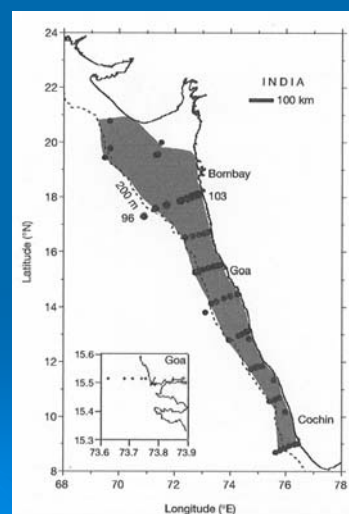 24
22
20
18
16
14
12
10
8
Latitude (°N)
INDIA
100 km
Bombay
103
200 m
96
Goa
Cochin
Goa
15.6
15.5
15.4
15.3
73.6 73.7 73.8 73.9
68 70 72 74 76 78
Longitude (°E)